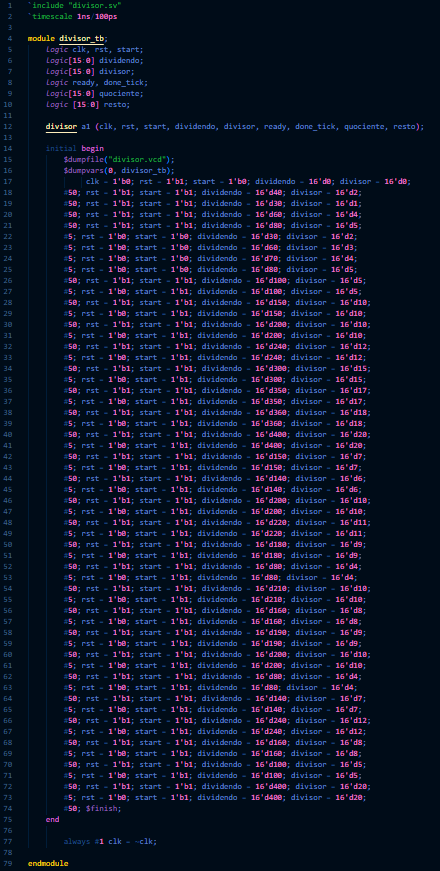 1 `include "divisor.sv"
2 `timescale 1ns/100ps
3
4 module divisor_tb;
5 logic clk, rst, start;
6 logic[15:0] dividendo;
7 logic[15:0] divisor;
8 logic ready, done_tick;
9 logic[15:0] quociente;
10 logic [15:0] resto;
11
12 divisor a1 (clk, rst, start, dividendo, divisor, ready, done_tick, quociente, resto);
13
14 initial begin
15 $dumpfile("divisor.vcd");
16 $dumpvars(0, divisor_tb);
17 clk = 1'b0; rst = 1'b1; start = 1'b0; dividendo = 16'd0; divisor = 16'd0;
18 #50; rst = 1'b1; start = 1'b1; dividendo = 16'd40; divisor = 16'd2;
19 #50; rst = 1'b1; start = 1'b1; dividendo = 16'd30; divisor = 16'd1;
20 #50; rst = 1'b1; start = 1'b1; dividendo = 16'd60; divisor = 16'd4;
21 #50; rst = 1'b1; start = 1'b1; dividendo = 16'd80; divisor = 16'd5;
22 #5; rst = 1'b0; start = 1'b0; dividendo = 16'd30; divisor = 16'd2;
23 #5; rst = 1'b0; start = 1'b0; dividendo = 16'd60; divisor = 16'd3;
24 #5; rst = 1'b0; start = 1'b0; dividendo = 16'd70; divisor = 16'd4;
25 #5; rst = 1'b0; start = 1'b0; dividendo = 16'd80; divisor = 16'd5;
26 #50; rst = 1'b1; start = 1'b1; dividendo = 16'd100; divisor = 16'd5;
27 #5; rst = 1'b0; start = 1'b1; dividendo = 16'd100; divisor = 16'd5;
28 #50; rst = 1'b1; start = 1'b1; dividendo = 16'd150; divisor = 16'd10;
29 #5; rst = 1'b0; start = 1'b1; dividendo = 16'd150; divisor = 16'd10;
30 #50; rst = 1'b1; start = 1'b1; dividendo = 16'd200; divisor = 16'd10;
31 #5; rst = 1'b0; start = 1'b1; dividendo = 16'd200; divisor = 16'd10;
32 #50; rst = 1'b1; start = 1'b1; dividendo = 16'd240; divisor = 16'd12;
33 #5; rst = 1'b0; start = 1'b1; dividendo = 16'd240; divisor = 16'd12;
34 #50; rst = 1'b1; start = 1'b1; dividendo = 16'd300; divisor = 16'd15;
35 #5; rst = 1'b0; start = 1'b1; dividendo = 16'd300; divisor = 16'd15;
36 #50; rst = 1'b1; start = 1'b1; dividendo = 16'd350; divisor = 16'd17;
37 #5; rst = 1'b0; start = 1'b1; dividendo = 16'd350; divisor = 16'd17;
38 #50; rst = 1'b1; start = 1'b1; dividendo = 16'd360; divisor = 16'd18;
39 #5; rst = 1'b0; start = 1'b1; dividendo = 16'd360; divisor = 16'd18;
40 #50; rst = 1'b1; start = 1'b1; dividendo = 16'd400; divisor = 16'd20;
41 #5; rst = 1'b0; start = 1'b1; dividendo = 16'd400; divisor = 16'd20;
42 #50; rst = 1'b1; start = 1'b1; dividendo = 16'd150; divisor = 16'd7;
43 #5; rst = 1'b0; start = 1'b1; dividendo = 16'd150; divisor = 16'd7;
44 #50; rst = 1'b1; start = 1'b1; dividendo = 16'd140; divisor = 16'd6;
45 #5; rst = 1'b0; start = 1'b1; dividendo = 16'd140; divisor = 16'd6;
46 #50; rst = 1'b1; start = 1'b1; dividendo = 16'd200; divisor = 16'd10;
47 #5; rst = 1'b0; start = 1'b1; dividendo = 16'd200; divisor = 16'd10;
48 #50; rst = 1'b1; start = 1'b1; dividendo = 16'd220; divisor = 16'd11;
49 #5; rst = 1'b0; start = 1'b1; dividendo = 16'd220; divisor = 16'd11;
50 #50; rst = 1'b1; start = 1'b1; dividendo = 16'd180; divisor = 16'd9;
51 #5; rst = 1'b0; start = 1'b1; dividendo = 16'd180; divisor = 16'd9;
52 #50; rst = 1'b1; start = 1'b1; dividendo = 16'd80; divisor = 16'd4;
53 #5; rst = 1'b0; start = 1'b1; dividendo = 16'd80; divisor = 16'd4;
54 #50; rst = 1'b1; start = 1'b1; dividendo = 16'd210; divisor = 16'd10;
55 #5; rst = 1'b0; start = 1'b1; dividendo = 16'd210; divisor = 16'd10;
56 #50; rst = 1'b1; start = 1'b1; dividendo = 16'd160; divisor = 16'd8;
57 #5; rst = 1'b0; start = 1'b1; dividendo = 16'd160; divisor = 16'd8;
58 #50; rst = 1'b1; start = 1'b1; dividendo = 16'd190; divisor = 16'd9;
59 #5; rst = 1'b0; start = 1'b1; dividendo = 16'd190; divisor = 16'd9;
60 #50; rst = 1'b1; start = 1'b1; dividendo = 16'd200; divisor = 16'd10;
61 #5; rst = 1'b0; start = 1'b1; dividendo = 16'd200; divisor = 16'd10;
62 #50; rst = 1'b1; start = 1'b1; dividendo = 16'd80; divisor = 16'd4;
63 #5; rst = 1'b0; start = 1'b1; dividendo = 16'd80; divisor = 16'd4;
64 #50; rst = 1'b1; start = 1'b1; dividendo = 16'd140; divisor = 16'd7;
65 #5; rst = 1'b0; start = 1'b1; dividendo = 16'd140; divisor = 16'd7;
66 #50; rst = 1'b1; start = 1'b1; dividendo = 16'd240; divisor = 16'd12;
67 #5; rst = 1'b0; start = 1'b1; dividendo = 16'd240; divisor = 16'd12;
68 #50; rst = 1'b1; start = 1'b1; dividendo = 16'd160; divisor = 16'd8;
69 #5; rst = 1'b0; start = 1'b1; dividendo = 16'd160; divisor = 16'd8;
70 #50; rst = 1'b1; start = 1'b1; dividendo = 16'd100; divisor = 16'd5;
71 #5; rst = 1'b0; start = 1'b1; dividendo = 16'd100; divisor = 16'd5;
72 #50; rst = 1'b1; start = 1'b1; dividendo = 16'd400; divisor = 16'd20;
73 #5; rst = 1'b0; start = 1'b1; dividendo = 16'd400; divisor = 16'd20;
74 #50; $finish;
75 end
76
77 always #1 clk = ~clk;
78
79 endmodule